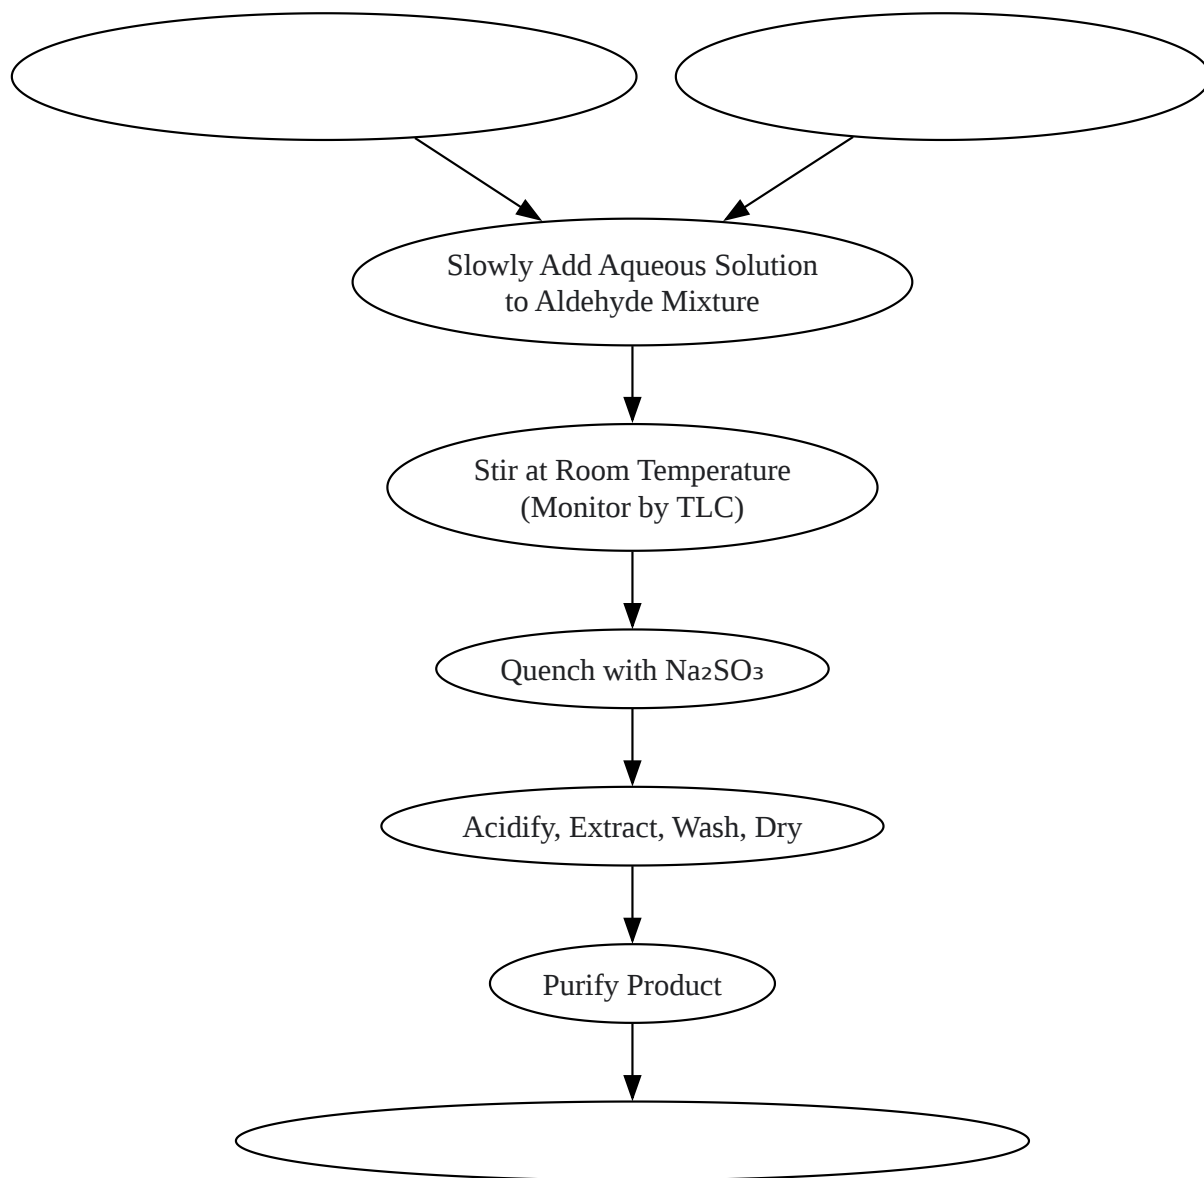 Slowly Add Aqueous Solution
to Aldehyde Mixture
Stir at Room Temperature
(Monitor by TLC)
Quench with Na₂SO₃
Acidify, Extract, Wash, Dry
Purify Product